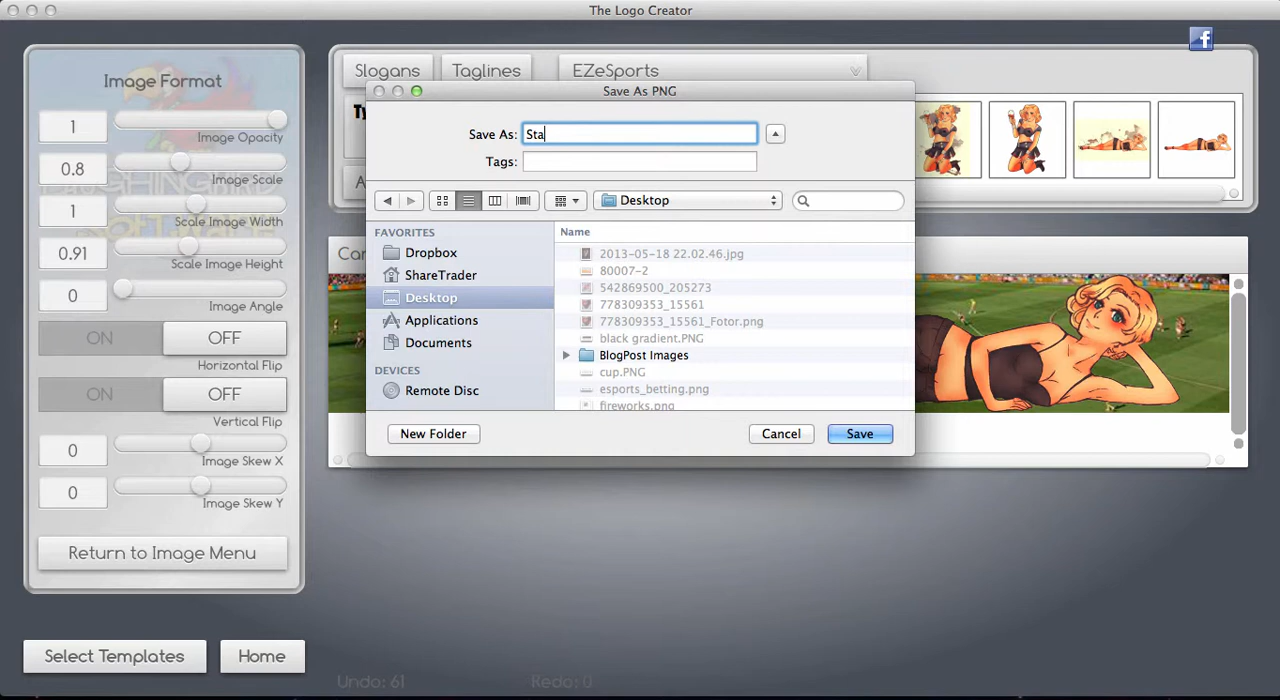 The Logo Creator
Image Format
1
Image Opacity
0.8
Image Scale
1
Scale Image Width
0.91
Scale Image Height
0
Image Angle
ON
OFF
Horizontal Flip
ON
OFF
Vertical Flip
0
Image Skew X
0
Image Skew Y
Return to Image Menu
Select Templates
Home
Slogans
Taglines
EZeSports
Save As PNG
Save As:
Sta
Tags:
Desktop
FAVORITES
Dropbox
ShareTrader
Desktop
Applications
Documents
DEVICES
Remote Disc
Name
2013-05-18 22.02.46.jpg
80007-2
542869500_205273
778309353_15561
778309353_15561_Fotor.png
black gradient.PNG
BlogPost Images
cup.PNG
esports_betting.png
fireworks.png
New Folder
Cancel
Save
Undo: 61
Redo: 0